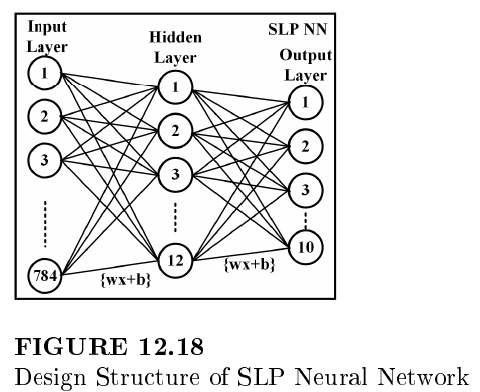 Input
Layer
Hidden
Layer
SLP NN
Output
Layer
1
2
3
784
1
2
3
12
1
2
3
10
{wx+b}
{wx+b}
FIGURE 12.18
Design Structure of SLP Neural Network